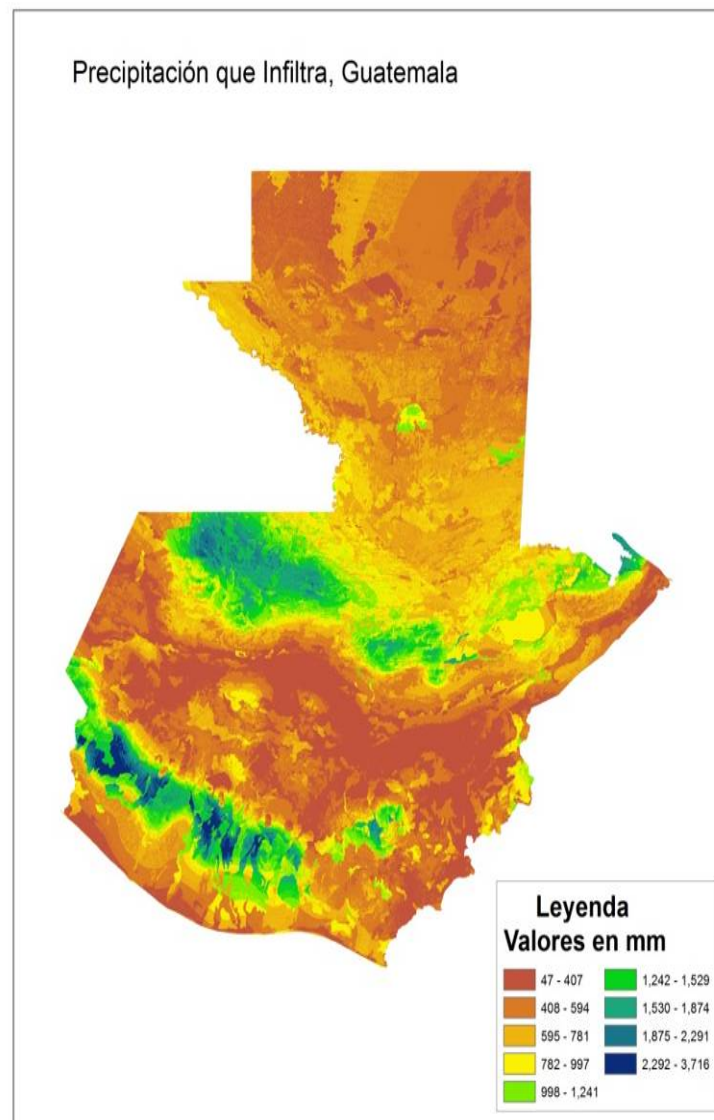 Precipitación que Infiltra, Guatemala
Leyenda
Valores en mm
47 - 407
408 - 594
595 - 781
782 - 997
998 - 1,241
1,242 - 1,529
1,530 - 1,874
1,875 - 2,291
2,292 - 3,716